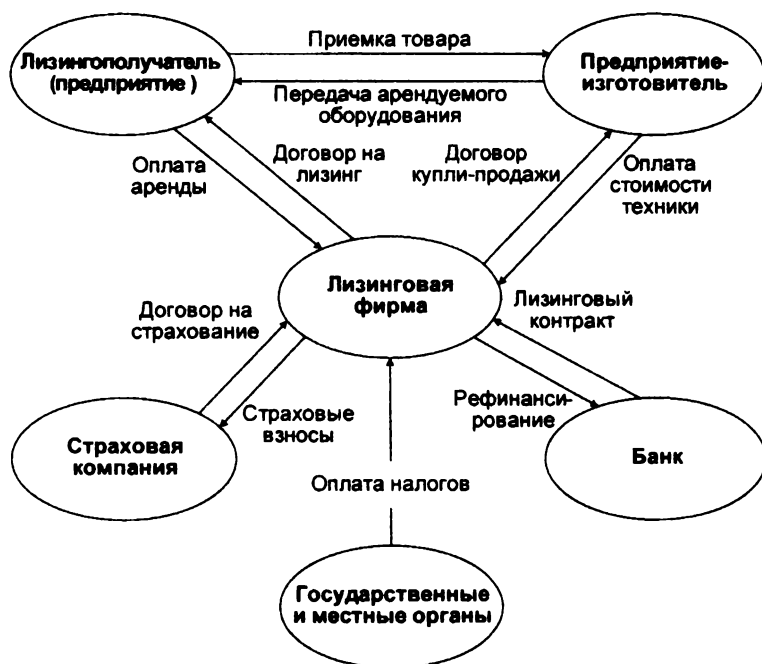 Приемка товара
Лизингополучатель
(предприятие )
Предприятие-
изготовитель
Передача арендуемого
оборудования
Оплата
аренды
Договор на
лизинг
Договор
купли-продажи
Оплата
стоимости
техники
Лизинговая
фирма
Договор на
страхование
Лизинговый
контракт
Страховые
взносы
Рефинанси-
рование
Страховая
компания
Банк
Оплата налогов
Государственные
и местные органы